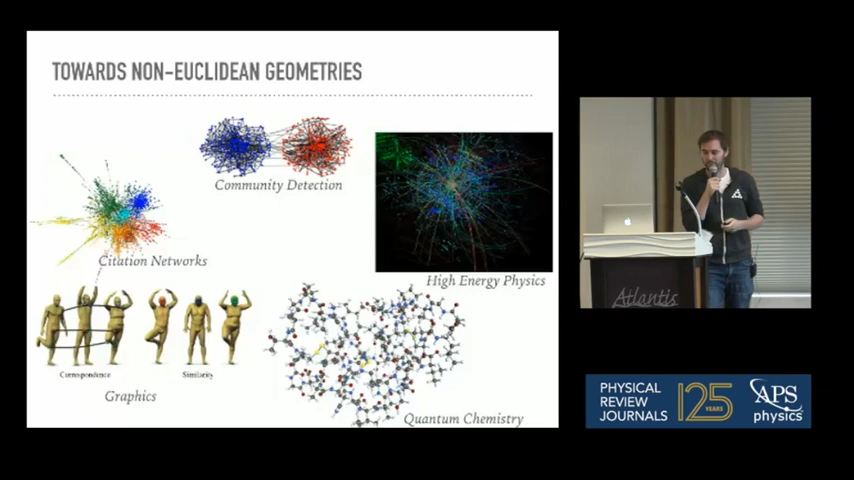 TOWARDS NON-EUCLIDEAN GEOMETRIES
Community Detection
Citation Networks
High Energy Physics
Correspondence
Similarity
Graphics
Quantum Chemistry
Atlantis
PHYSICAL
REVIEW
JOURNALS
125
YEARS
APS
physics